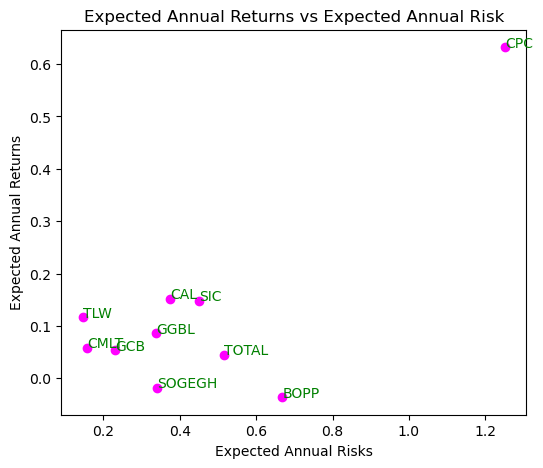 Expected Annual Returns vs Expected Annual Risk
Expected Annual Returns
0.6
0.5
0.4
0.3
0.2
0.1
0.0
CPC
CAL
SIC
TLW
GGBL
CMLT
GCB
TOTAL
SOGEGH
BOPP
0.2 0.4 0.6 0.8 1.0 1.2
Expected Annual Risks